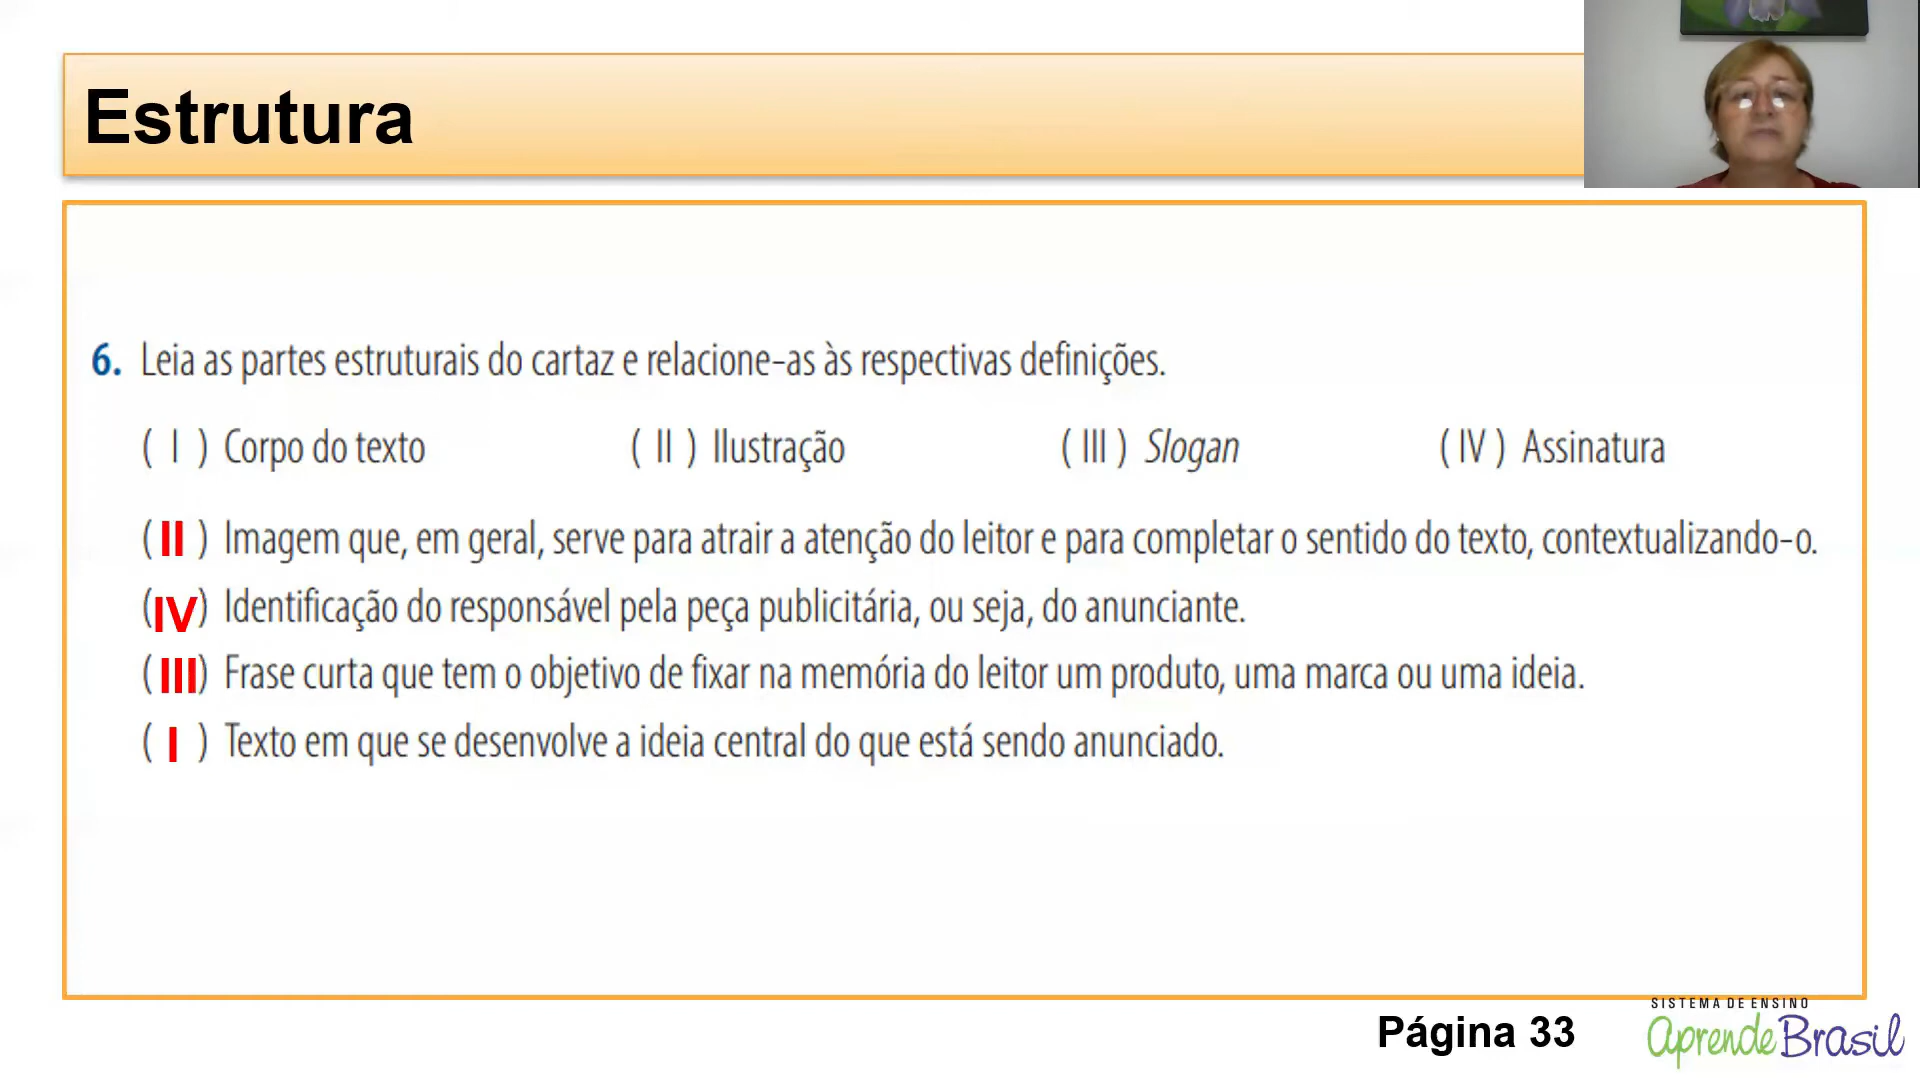 Estrutura
6. Leia as partes estruturais do cartaz e relacione-as às respectivas definições.
( I ) Corpo do texto ( II ) Ilustração ( III ) Slogan ( IV ) Assinatura
( II ) Imagem que, em geral, serve para atrair a atenção do leitor e para completar o sentido do texto, contextualizando-o.
(IV) Identificação do responsável pela peça publicitária, ou seja, do anunciante.
( III) Frase curta que tem o objetivo de fixar na memória do leitor um produto, uma marca ou uma ideia.
( I ) Texto em que se desenvolve a ideia central do que está sendo anunciado.
Página 33
SISTEMA DE ENSINO
aprende Brasil